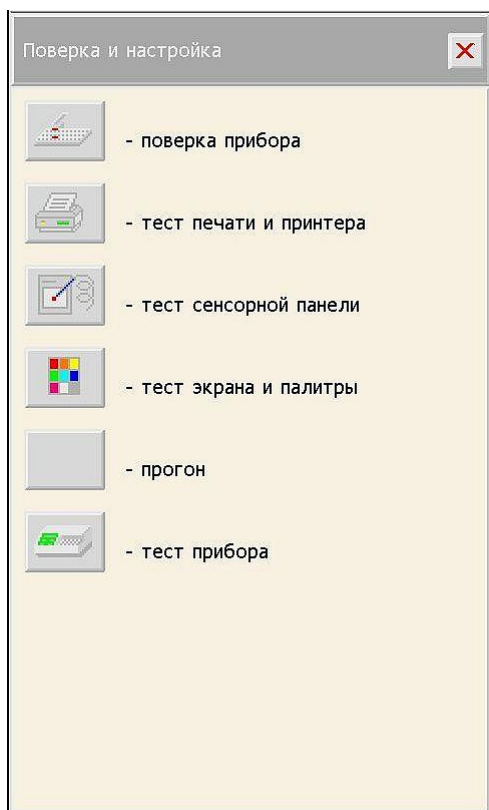 Поверка и настройка
- поверка прибора
- тест печати и принтера
- тест сенсорной панели
- тест экрана и палитры
- прогон
- тест прибора